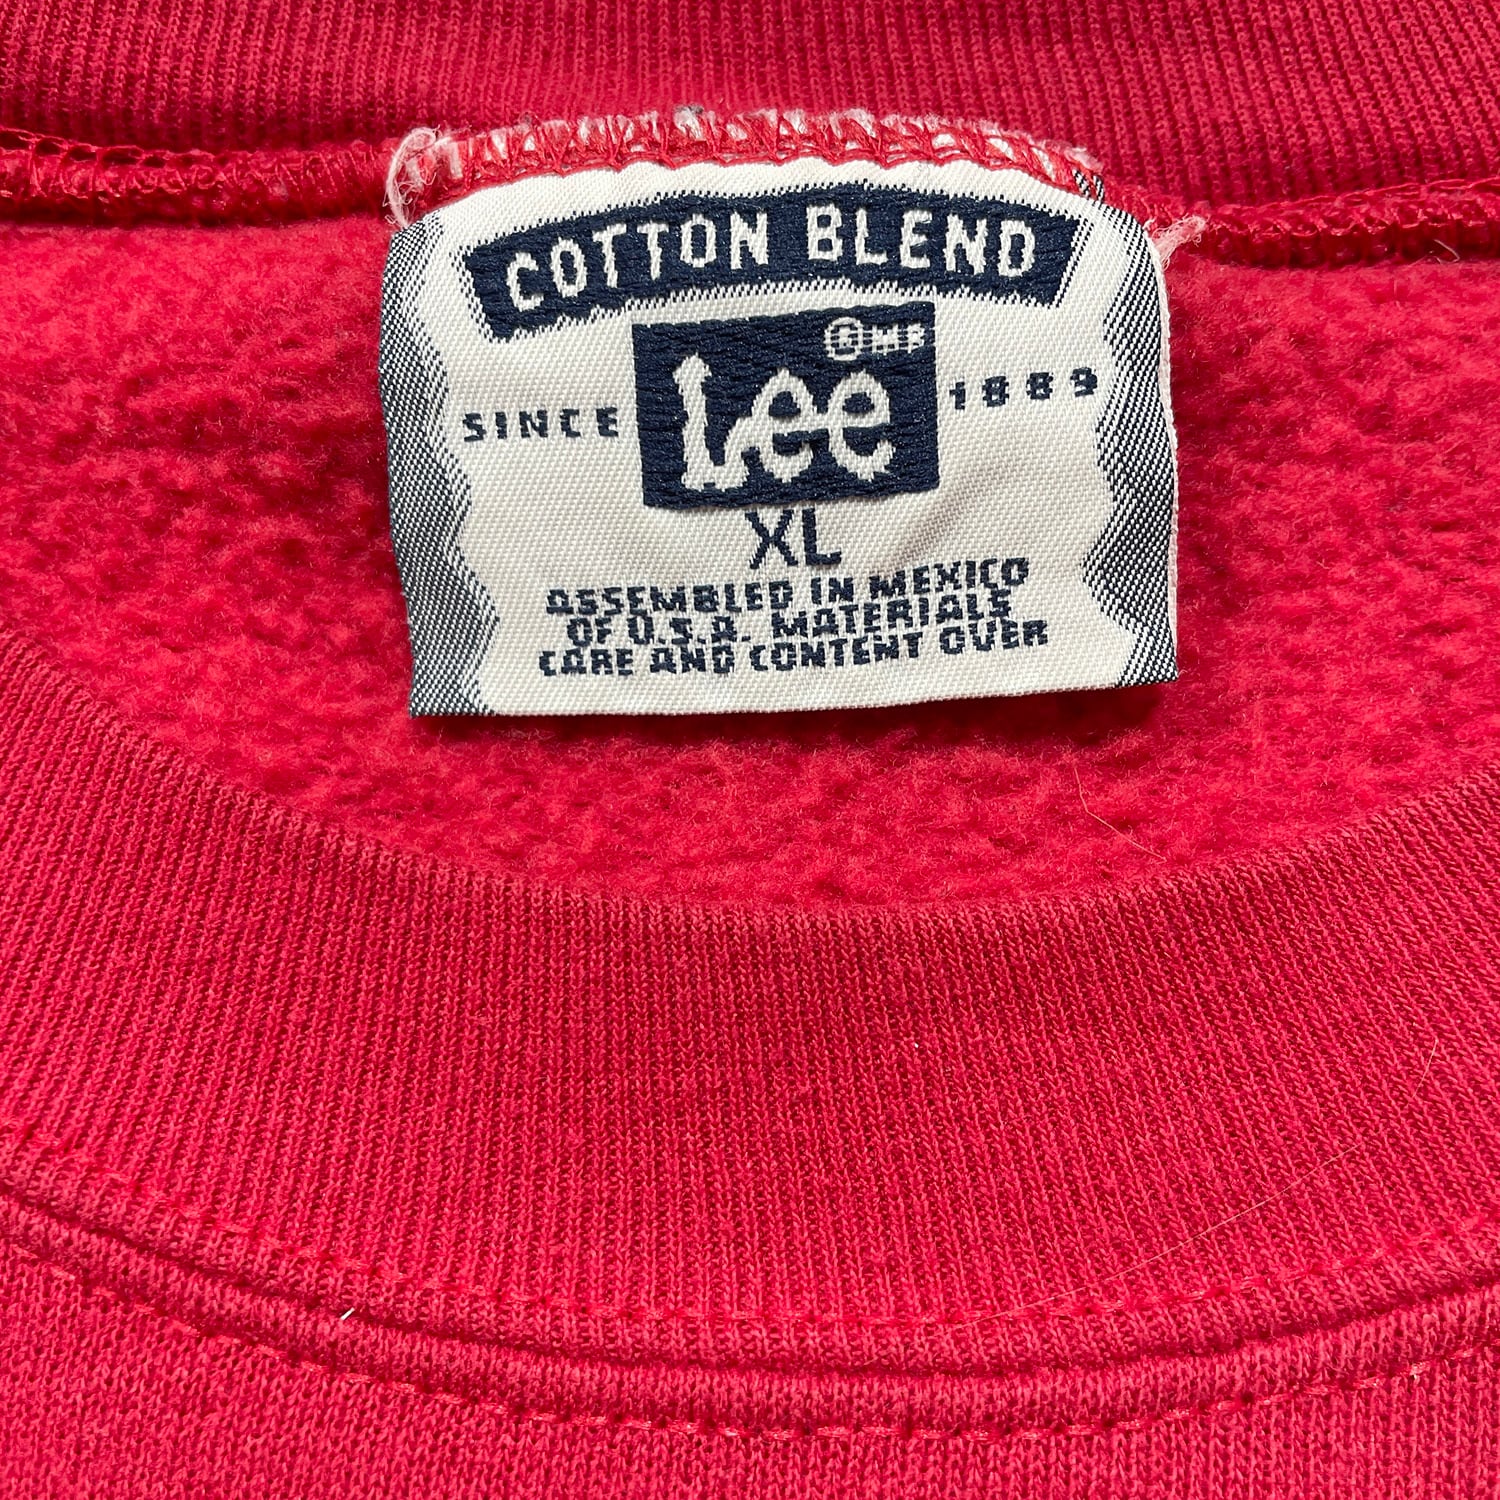 COTTON BLEND
® MR
SINCE Lee 1889
XL
ASSEMBLED IN MEXICO
OF U.S.A. MATERIALS
CARE AND CONTENT OVER